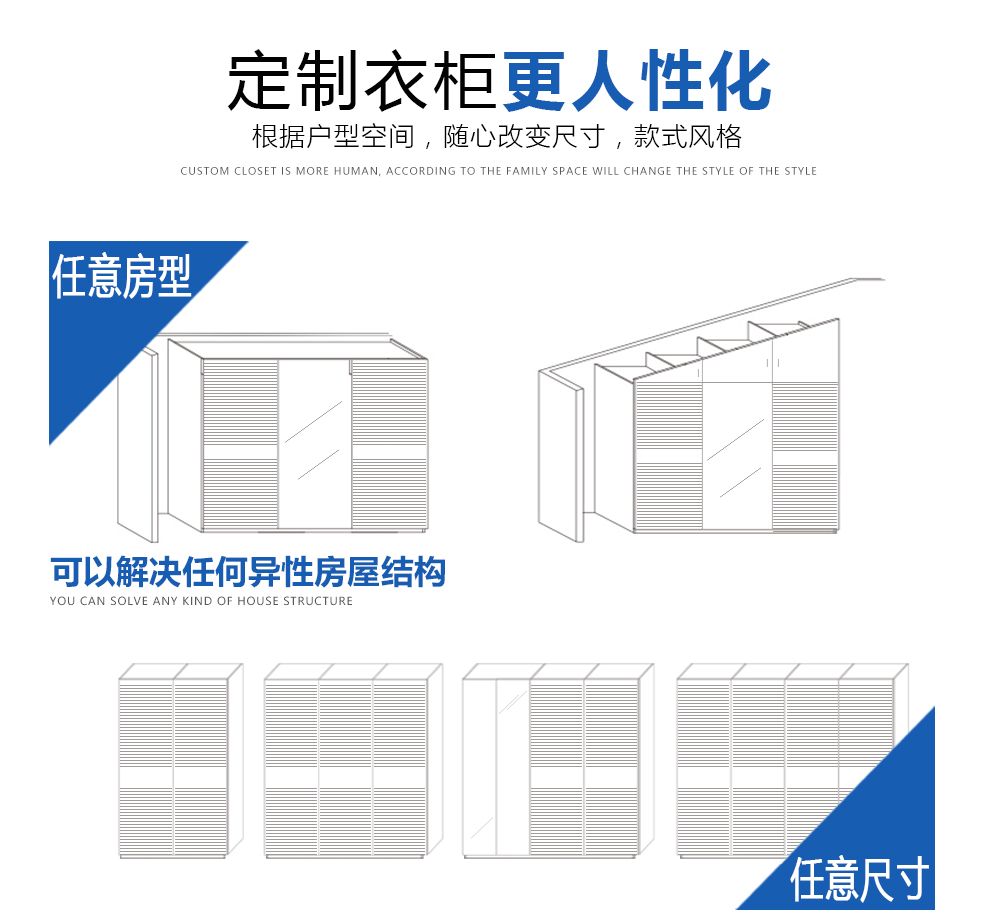 定制衣柜更人性化
根据户型空间，随心改变尺寸，款式风格
CUSTOM CLOSET IS MORE HUMAN, ACCORDING TO THE FAMILY SPACE WILL CHANGE THE STYLE OF THE STYLE
任意房型
可以解决任何异性房屋结构
YOU CAN SOLVE ANY KIND OF HOUSE STRUCTURE
任意尺寸